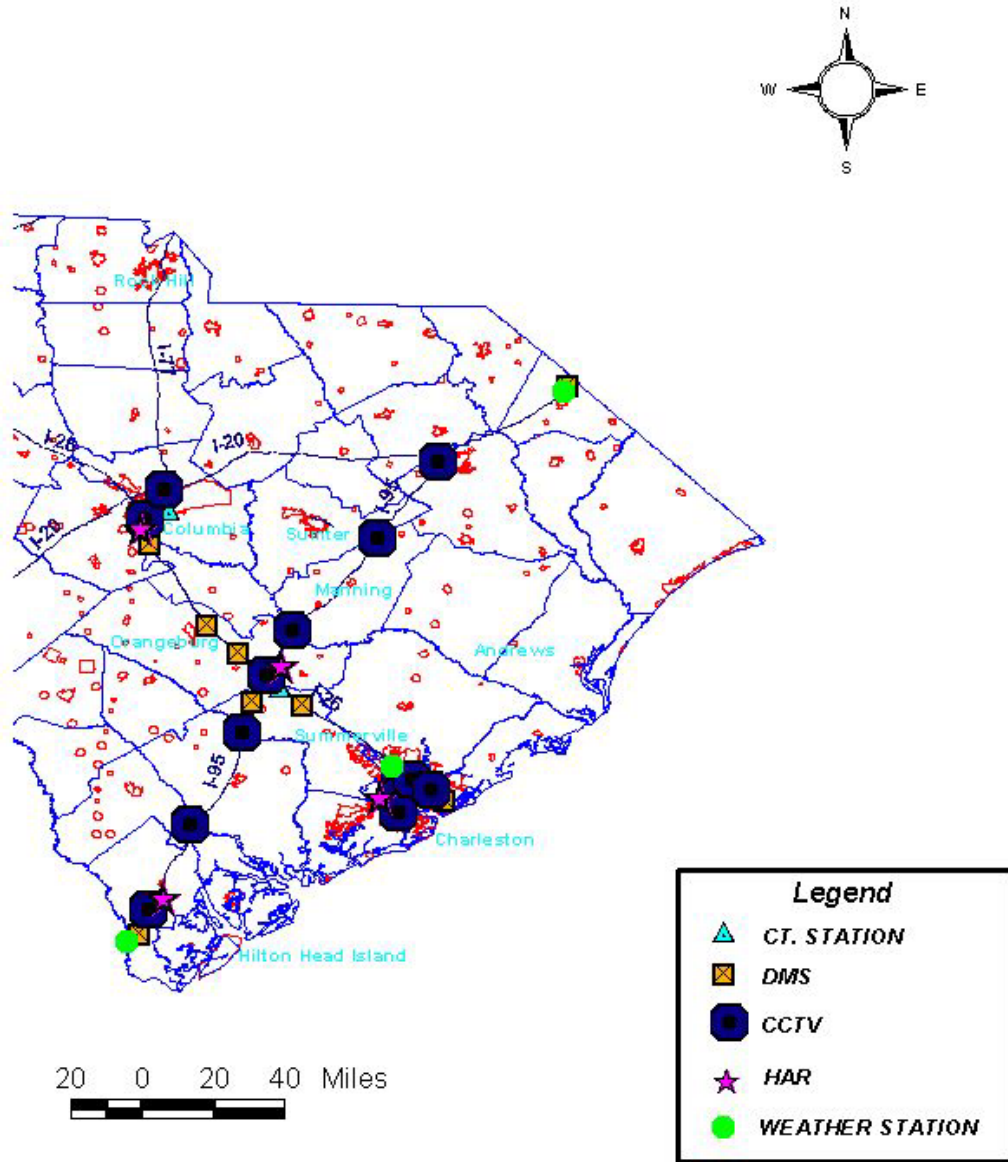 N
W E
S
Rock Hill
I-77
I-26
I-20
I-20
I-95
Columbia
Sumter
Manning
Orangeburg
Andrews
Summerville
I-95
Charleston
Hilton Head Island
Legend
CT. STATION
DMS
CCTV
HAR
WEATHER STATION
20 0 20 40 Miles